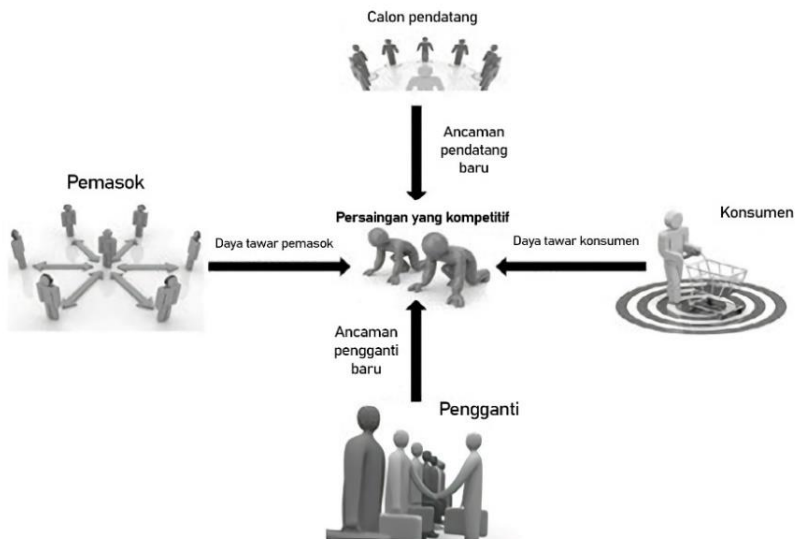 Calon pendatang
Ancaman
pendatang
baru
Pemasok
Persaingan yang kompetitif
Konsumen
Daya tawar pemasok
Daya tawar konsumen
Ancaman
pengganti
baru
Pengganti